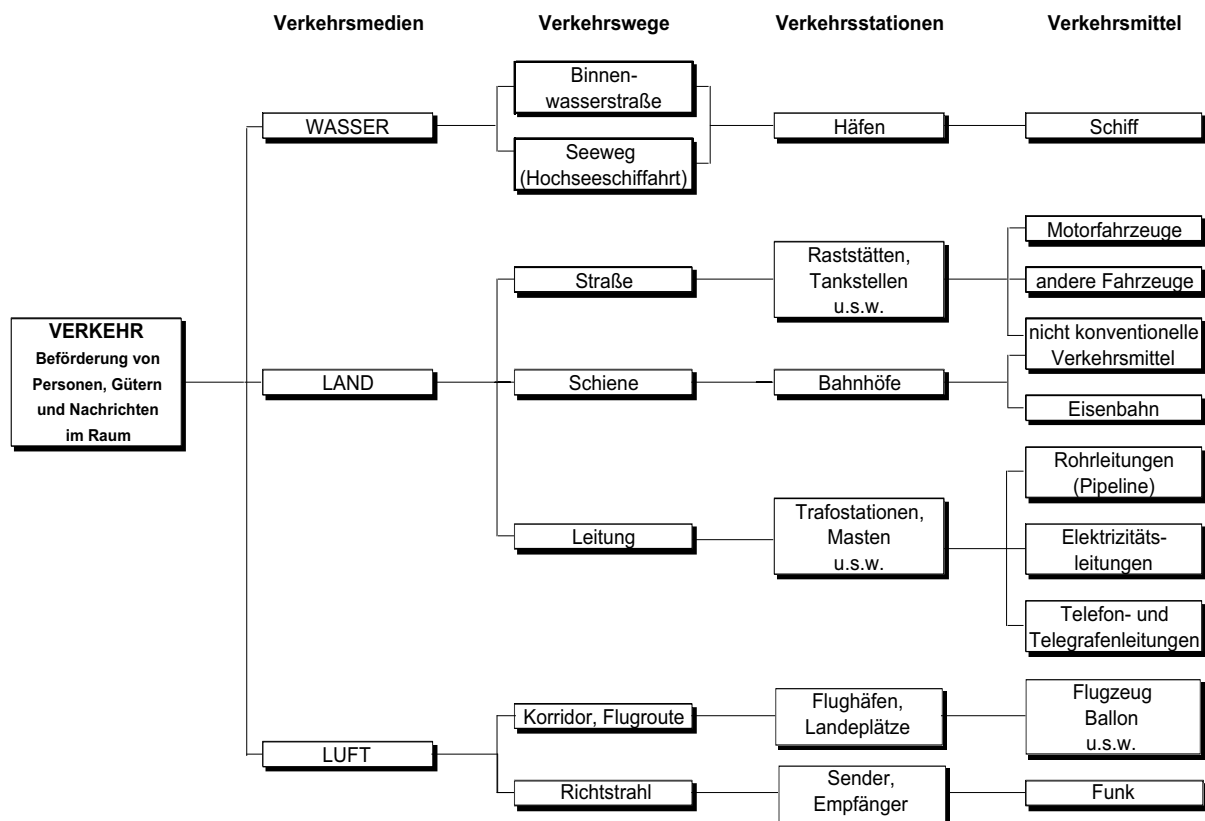 Verkehrsmedien
Verkehrswege
Verkehrsstationen
Verkehrsmittel
VERKEHR
Beförderung von
Personen, Gütern
und Nachrichten
im Raum
WASSER
Binnen-
wasserstraße
Seeweg
(Hochseeschiffahrt)
Häfen
Schiff
LAND
Straße
Raststätten,
Tankstellen
u.s.w.
Motorfahrzeuge
andere Fahrzeuge
nicht konventionelle
Verkehrsmittel
Schiene
Bahnhöfe
Eisenbahn
Leitung
Trafostationen,
Masten
u.s.w.
Rohrleitungen
(Pipeline)
Elektrizitäts-
leitungen
Telefon- und
Telegrafenleitungen
LUFT
Korridor, Flugroute
Flughäfen,
Landeplätze
Flugzeug
Ballon
u.s.w.
Richtstrahl
Sender,
Empfänger
Funk